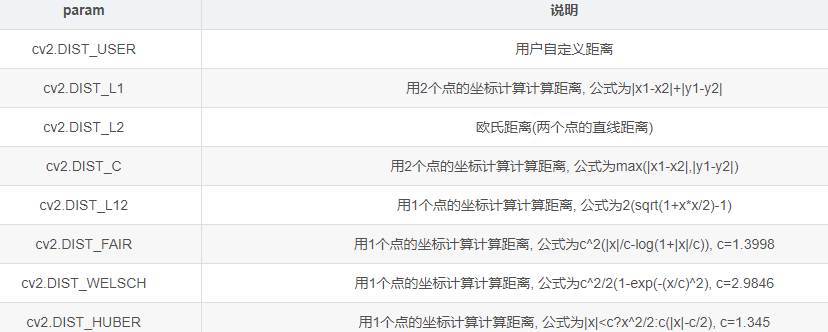 param 说明
cv2.DIST_USER 用户自定义距离
cv2.DIST_L1 用2个点的坐标计算计算距离, 公式为|x1-x2|+|y1-y2|
cv2.DIST_L2 欧氏距离(两个点的直线距离)
cv2.DIST_C 用2个点的坐标计算计算距离, 公式为max(|x1-x2|,|y1-y2|)
cv2.DIST_L12 用1个点的坐标计算计算距离, 公式为2(sqrt(1+x*x/2)-1)
cv2.DIST_FAIR 用1个点的坐标计算计算距离, 公式为c^2(|x|/c-log(1+|x|/c)), c=1.3998
cv2.DIST_WELSCH 用1个点的坐标计算计算距离, 公式为c^2/2(1-exp(-(x/c)^2), c=2.9846
cv2.DIST_HUBER 用1个点的坐标计算计算距离, 公式为|x|<c?x^2/2:c(|x|-c/2), c=1.345